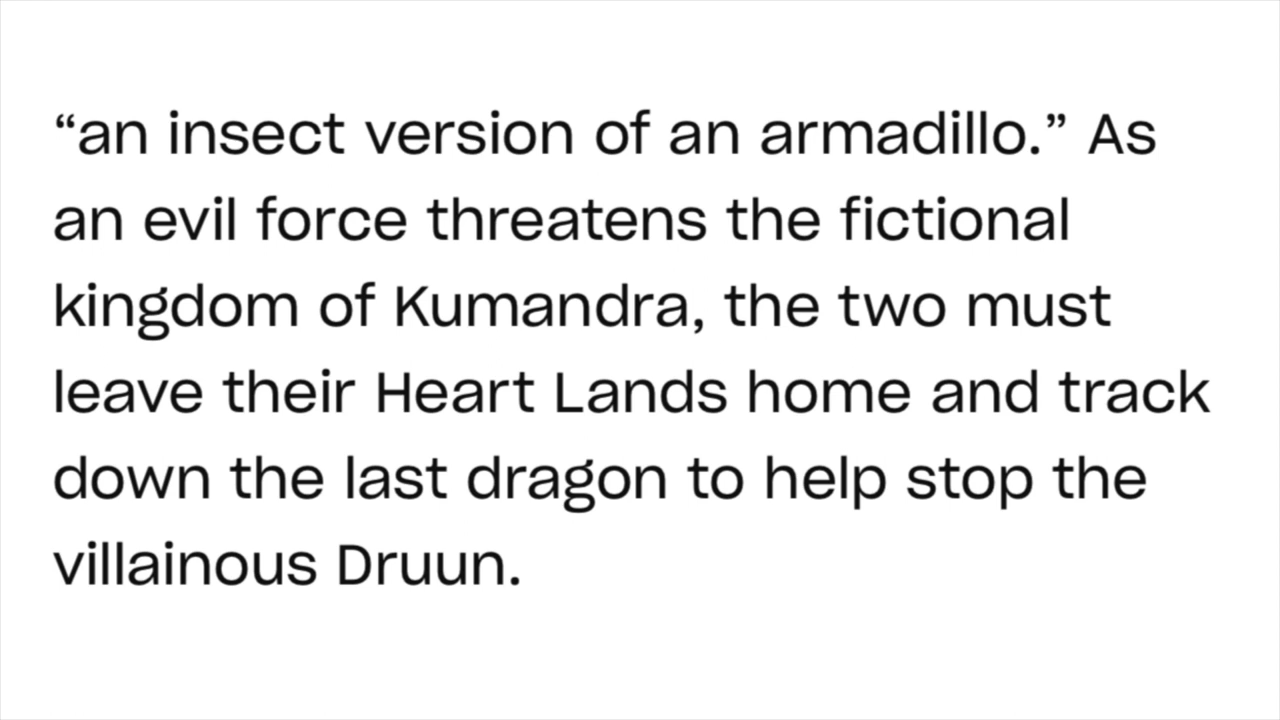 “an insect version of an armadillo.” As
an evil force threatens the fictional
kingdom of Kumandra, the two must
leave their Heart Lands home and track
down the last dragon to help stop the
villainous Druun.